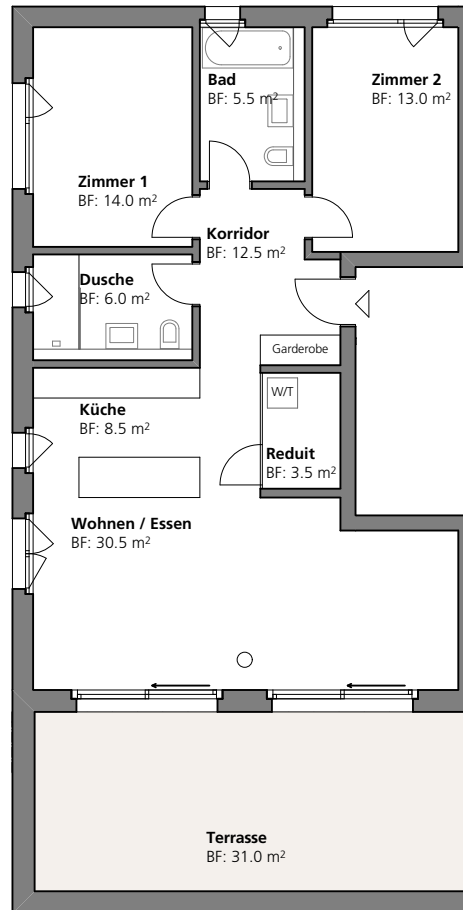 Bad
BF: 5.5 m²
Zimmer 2
BF: 13.0 m²
Zimmer 1
BF: 14.0 m²
Korridor
BF: 12.5 m²
Dusche
BF: 6.0 m²
Garderobe
W/T
Küche
BF: 8.5 m²
Reduit
BF: 3.5 m²
Wohnen / Essen
BF: 30.5 m²
Terrasse
BF: 31.0 m²